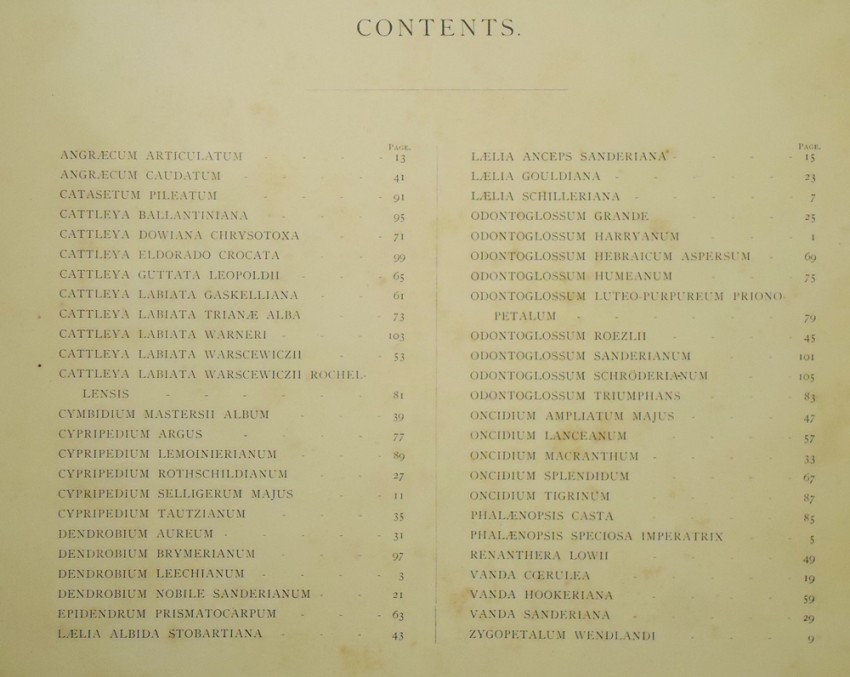 CONTENTS.
PAGE.
ANGRÆCUM ARTICULATUM - - - - 13
ANGRÆCUM CAUDATUM - - - - 41
CATASETUM PILEATUM - - - - 91
CATTLEYA BALLANTINIANA - - - 95
CATTLEYA DOWIANA CHRYSOTOXA - - 71
CATTLEYA ELDORADO CROCATA - - - 99
CATTLEYA GUTTATA LEOPOLDII - - - 65
CATTLEYA LABIATA GASKELLIANA - - 61
CATTLEYA LABIATA TRIANÆ ALBA - - 73
CATTLEYA LABIATA WARNERI - - - 103
CATTLEYA LABIATA WARSCEWICZII - - 53
CATTLEYA LABIATA WARSCEWICZII ROCHEL-
LENSIS - - - - - - 81
CYMBIDIUM MASTERSII ALBUM - - - 39
CYPRIPEDIUM ARGUS - - - - 77
CYPRIPEDIUM LEMOINIERIANUM - - - 89
CYPRIPEDIUM ROTHSCHILDIANUM - - 27
CYPRIPEDIUM SELLIGERUM MAJUS - - 11
CYPRIPEDIUM TAUTZIANUM - - - 35
DENDROBIUM AUREUM - - - - - 31
DENDROBIUM BRYMERIANUM - - - 97
DENDROBIUM LEECHIANUM - - - - 3
DENDROBIUM NOBILE SANDERIANUM - - 21
EPIDENDRUM PRISMATOCARPUM - - - 63
LÆLIA ALBIDA STOBARTIANA - - - 43
PAGE.
LÆLIA ANCEPS SANDERIANA - - - - 15
LÆLIA GOULDIANA - - - - 23
LÆLIA SCHILLERIANA - - - - - 7
ODONTOGLOSSUM GRANDE - - - - 25
ODONTOGLOSSUM HARRYANUM - - - 1
ODONTOGLOSSUM HEBRAICUM ASPERSUM - 69
ODONTOGLOSSUM HUMEANUM - - - 75
ODONTOGLOSSUM LUTEO-PURPUREUM PRIONO-
PETALUM - - - - - - 79
ODONTOGLOSSUM ROEZLII - - - - 45
ODONTOGLOSSUM SANDERIANUM - - - 101
ODONTOGLOSSUM SCHRÖDERIANUM - - 105
ODONTOGLOSSUM TRIUMPHANS - - - 83
ONCIDIUM AMPLIATUM MAJUS - - - 47
ONCIDIUM LANCEANUM - - - - 57
ONCIDIUM MACRANTHUM - - - - 33
ONCIDIUM SPLENDIDUM - - - - 67
ONCIDIUM TIGRINUM - - - - 87
PHALÆNOPSIS CASTA - - - - 85
PHALÆNOPSIS SPECIOSA IMPERATRIX - - 5
RENANTHERA LOWII - - - - 49
VANDA CŒRULEA - - - - - 19
VANDA HOOKERIANA - - - - 59
VANDA SANDERIANA - - - - 29
ZYGOPETALUM WENDLANDI - - - - 9